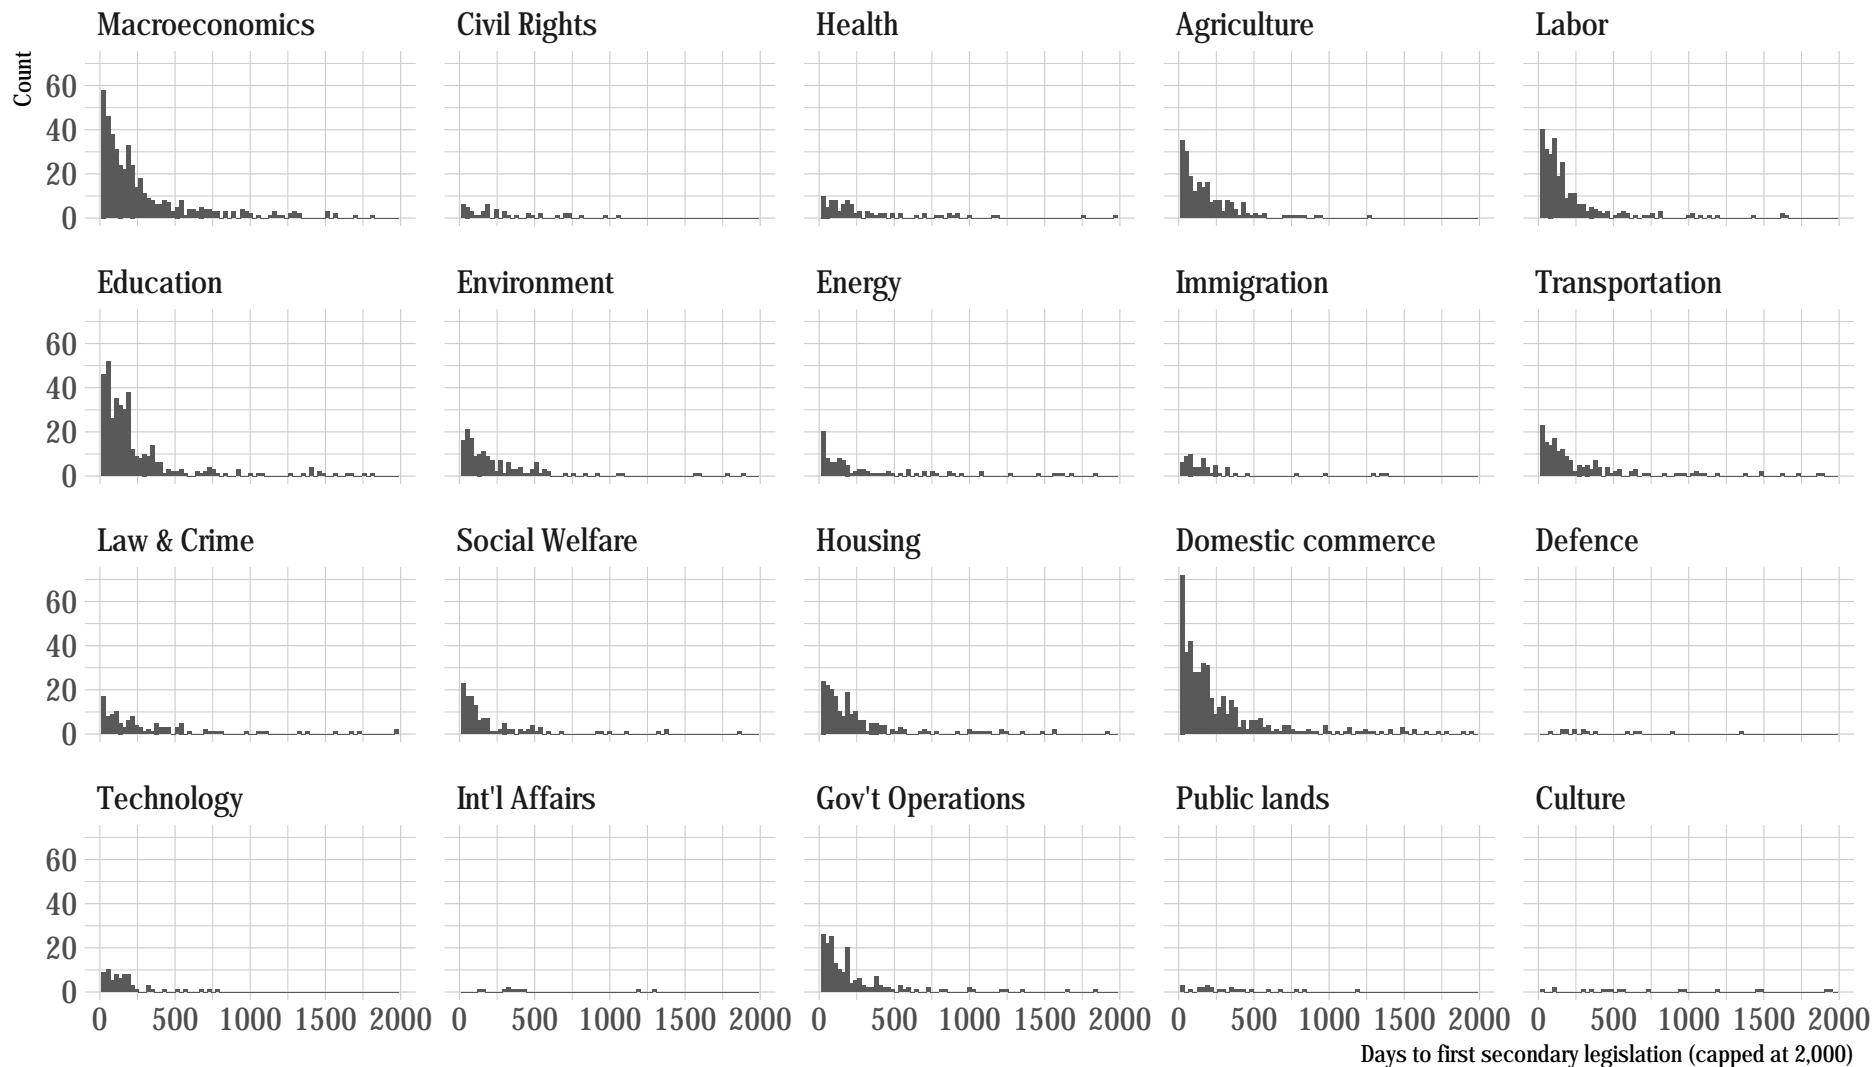 Macroeconomics Civil Rights Health Agriculture Labor
Count
60
40
20
0
Education Environment Energy Immigration Transportation
60
40
20
0
Law & Crime Social Welfare Housing Domestic commerce Defence
60
40
20
0
Technology Int'l Affairs Gov't Operations Public lands Culture
60
40
20
0
0 500 1000 1500 2000 0 500 1000 1500 2000 0 500 1000 1500 2000 0 500 1000 1500 2000 0 500 1000 1500 2000
Days to first secondary legislation (capped at 2,000)